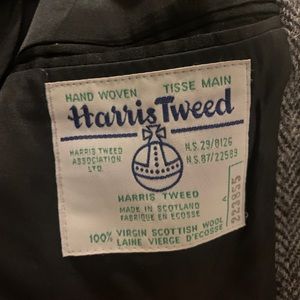 HAND WOVEN TISSE MAIN
Harris Tweed
HARRIS TWEED
ASSOCIATION
LTD.
N.S. 29/8126
N.S. 87/22589
HARRIS TWEED
MADE IN SCOTLAND
FABRIQUE EN ECOSSE
100% VIRGIN SCOTTISH WOOL
LAINE VIERGE D'ECOSSE
A
223855